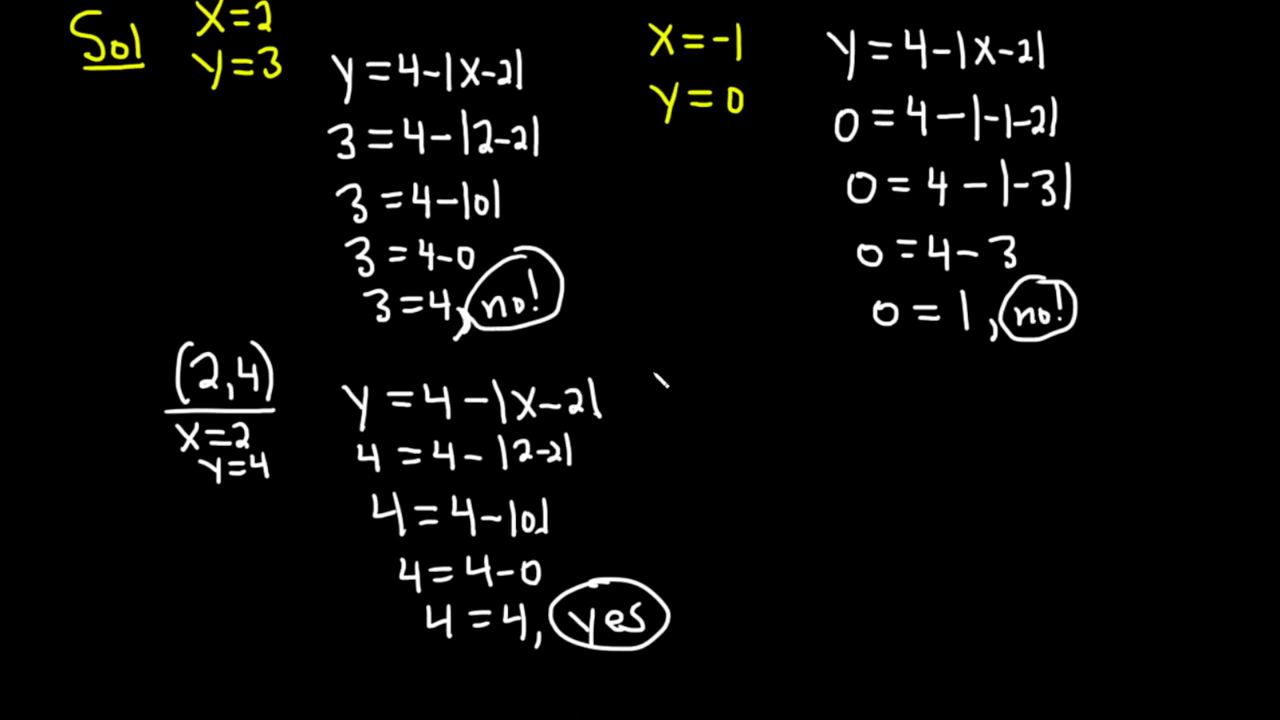 Sol
x=2
y=3
y=4-|x-2|
3=4-|2-2|
3=4-|0|
3=4-0
3=4, no!
x=-1
y=0
y=4-|x-2|
0=4-|-1-2|
0=4-|-3|
0=4-3
0=1, no!
(2,4)
x=2
y=4
y=4-|x-2|
4=4-|2-2|
4=4-|0|
4=4-0
4=4, yes